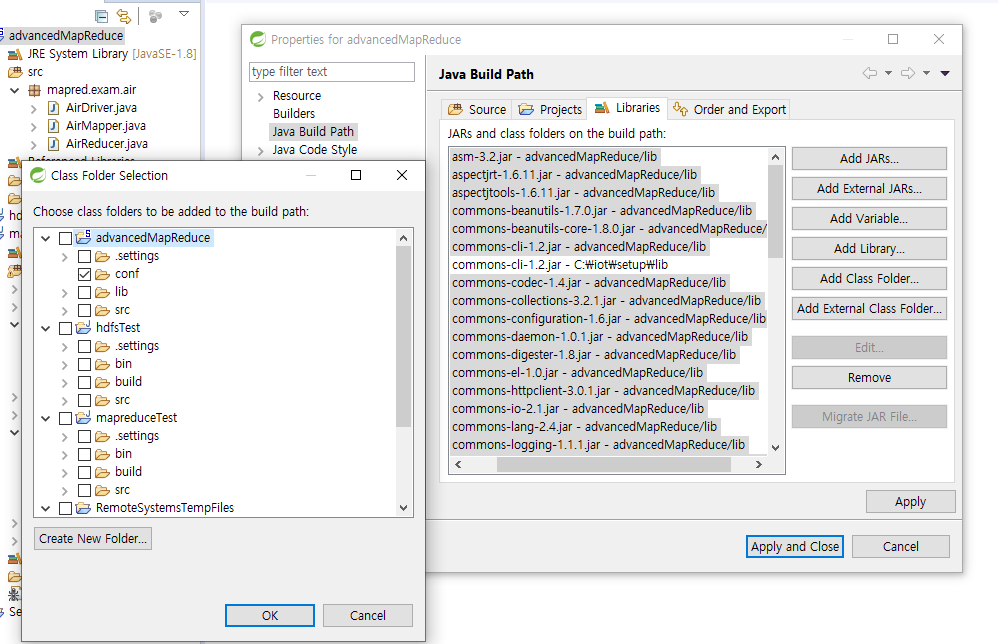 advancedMapReduce
JRE System Library [JavaSE-1.8]
src
mapred.exam.air
AirDriver.java
AirMapper.java
AirReducer.java
Properties for advancedMapReduce
type filter text
Resource
Builders
Java Build Path
Java Code Style
Java Build Path
Source
Projects
Libraries
Order and Export
JARs and class folders on the build path:
asm-3.2.jar - advancedMapReduce/lib
aspectjrt-1.6.11.jar - advancedMapReduce/lib
aspectjtools-1.6.11.jar - advancedMapReduce/lib
commons-beanutils-1.7.0.jar - advancedMapReduce/lib
commons-beanutils-core-1.8.0.jar - advancedMapReduce/
commons-cli-1.2.jar - advancedMapReduce/lib
commons-cli-1.2.jar - C:₩iot₩setup₩lib
commons-codec-1.4.jar - advancedMapReduce/lib
commons-collections-3.2.1.jar - advancedMapReduce/lib
commons-configuration-1.6.jar - advancedMapReduce/lib
commons-daemon-1.0.1.jar - advancedMapReduce/lib
commons-digester-1.8.jar - advancedMapReduce/lib
commons-el-1.0.jar - advancedMapReduce/lib
commons-httpclient-3.0.1.jar - advancedMapReduce/lib
commons-io-2.1.jar - advancedMapReduce/lib
commons-lang-2.4.jar - advancedMapReduce/lib
commons-logging-1.1.1.jar - advancedMapReduce/lib
Add JARs...
Add External JARs...
Add Variable...
Add Library...
Add Class Folder...
Add External Class Folder...
Edit...
Remove
Migrate JAR File...
Apply
Apply and Close
Cancel
Class Folder Selection
Choose class folders to be added to the build path:
advancedMapReduce
.settings
conf
lib
src
hdfsTest
.settings
bin
build
src
mapreduceTest
.settings
bin
build
src
RemoteSystemsTempFiles
Create New Folder...
OK
Cancel
hd
Se